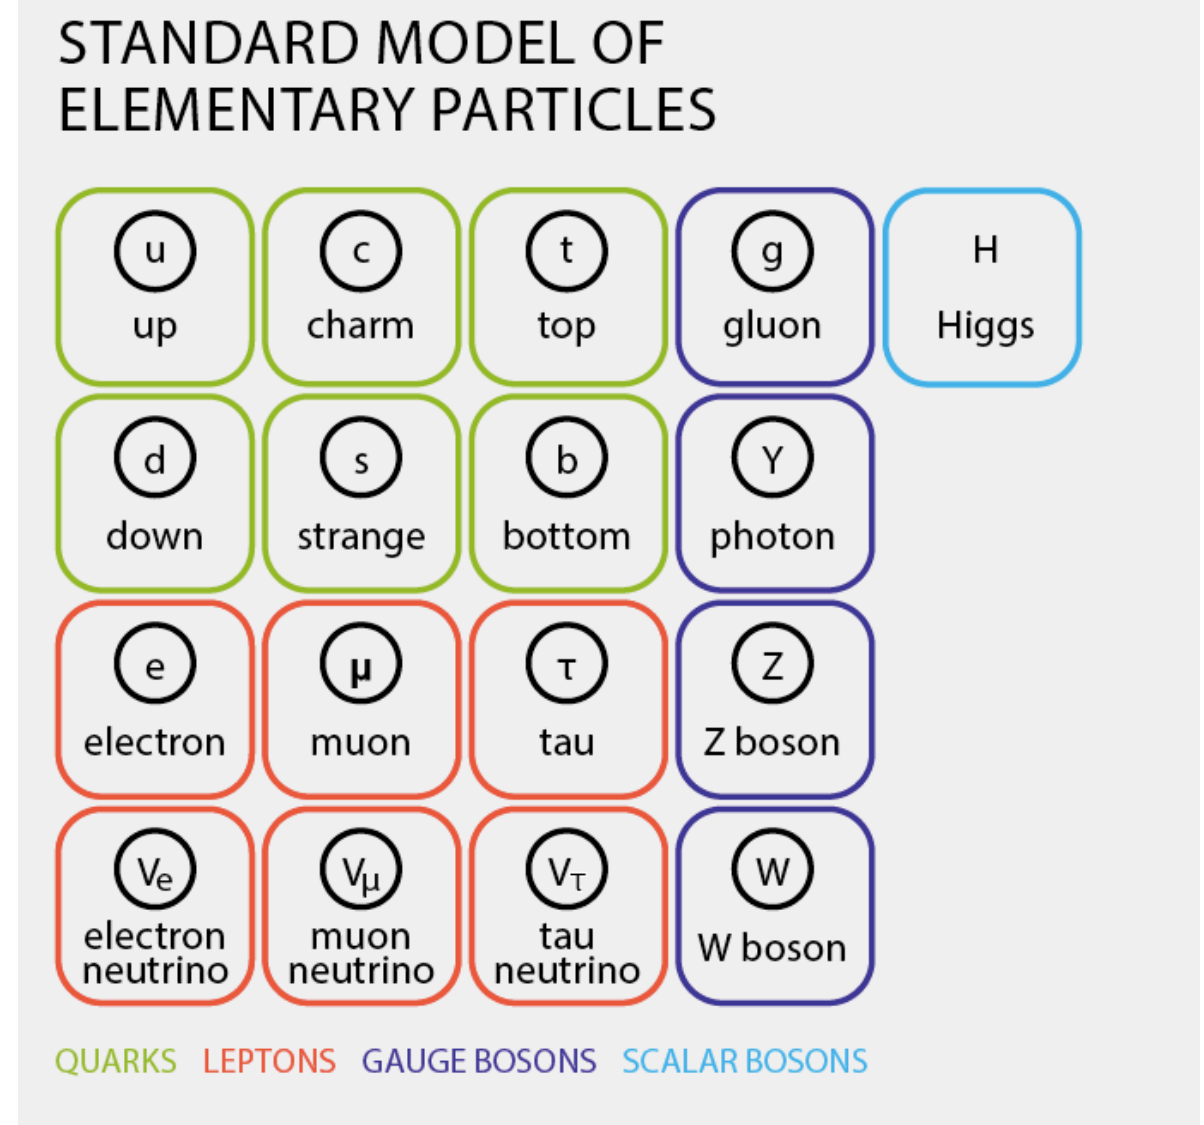 STANDARD MODEL OF
ELEMENTARY PARTICLES
u
up
c
charm
t
top
g
gluon
H
Higgs
d
down
s
strange
b
bottom
Y
photon
e
electron
μ
muon
τ
tau
Z
Z boson
Ve
electron
neutrino
Vμ
muon
neutrino
Vτ
tau
neutrino
W
W boson
QUARKS LEPTONS GAUGE BOSONS SCALAR BOSONS